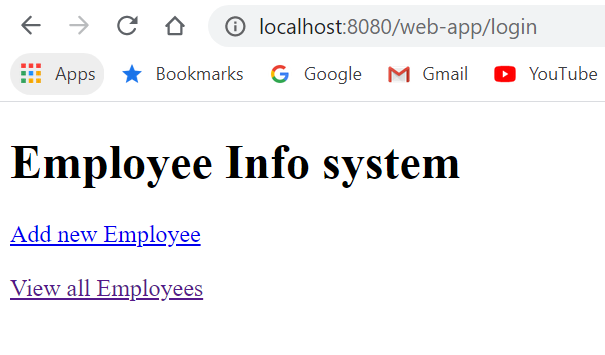 localhost:8080/web-app/login
Apps Bookmarks Google Gmail YouTube
Employee Info system
Add new Employee
View all Employees